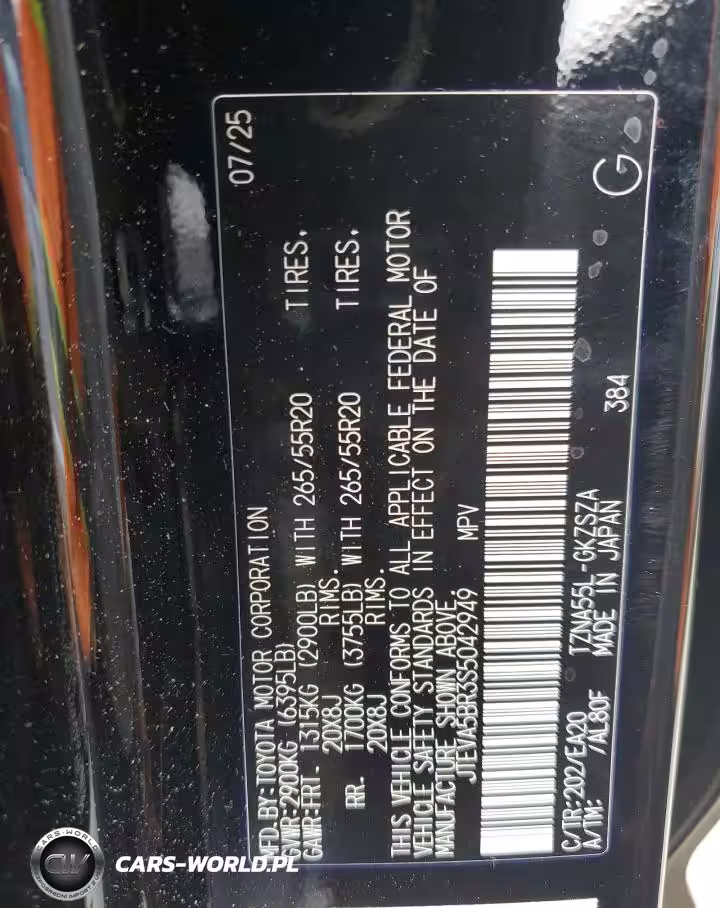 MFD.BY:TOYOTA MOTOR CORPORATION 07/25
GVWR:2900KG (6395LB)
GAWR:FRT. 1315KG (2900LB) WITH 265/55R20 TIRES.
20X8J RIMS.
RR. 1700KG (3755LB) WITH 265/55R20 TIRES.
20X8J RIMS.
THIS VEHICLE CONFORMS TO ALL APPLICABLE FEDERAL MOTOR
VEHICLE SAFETY STANDARDS IN EFFECT ON THE DATE OF
MANUFACTURE SHOWN ABOVE.
JTEVA5BR3S5042949 MPV
C/TR:202/EA20 TZNA55L-GKZSZA
A/TM: /AL80F MADE IN JAPAN 384
G
CARS-WORLD
CW
CARS-WORLD.PL